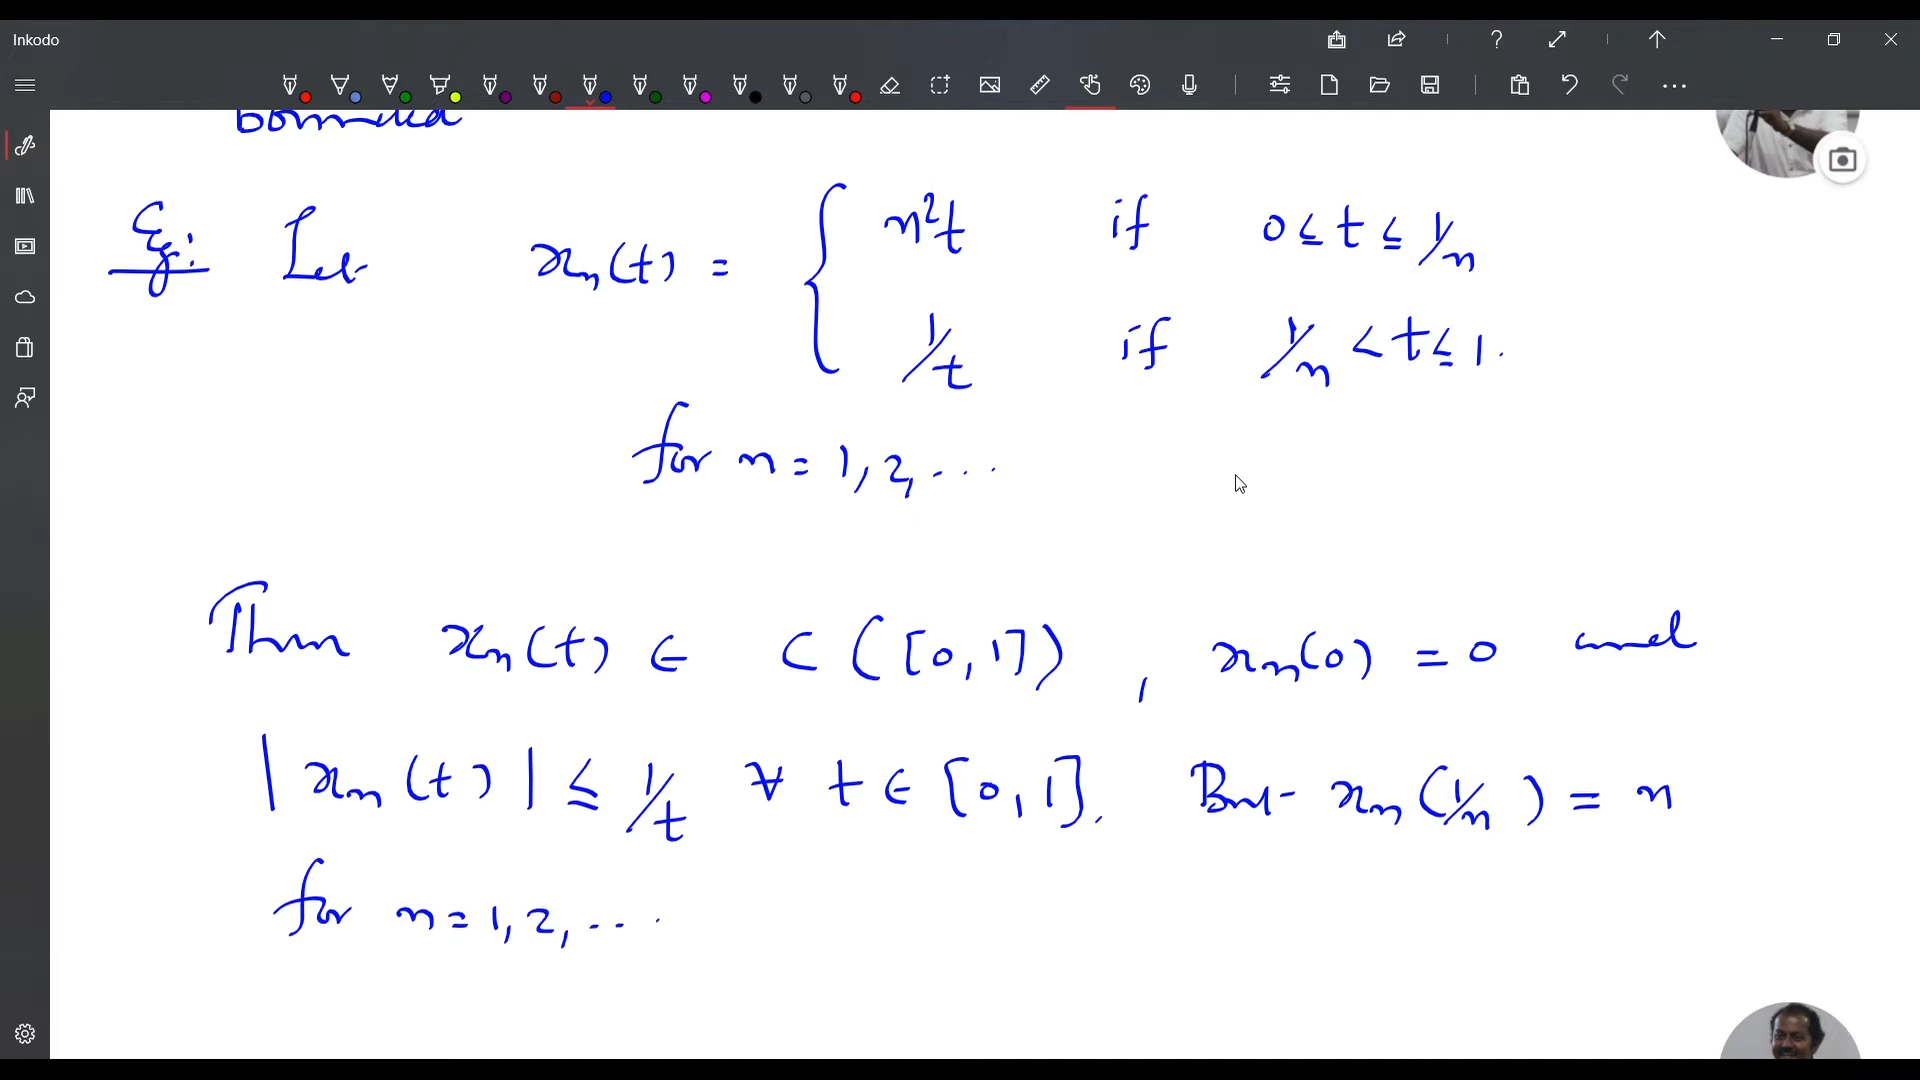 Inkodo
bounded
Eg: Let xₙ(t) = { n²t if 0 ≤ t ≤ 1/n
1/t if 1/n < t ≤ 1.
for n = 1, 2, ...
Then xₙ(t) ∈ C([0,1]), xₙ(0) = 0 and
|xₙ(t)| ≤ 1/t ∀ t ∈ [0,1]. But xₙ(1/n) = n
for n = 1, 2, ...